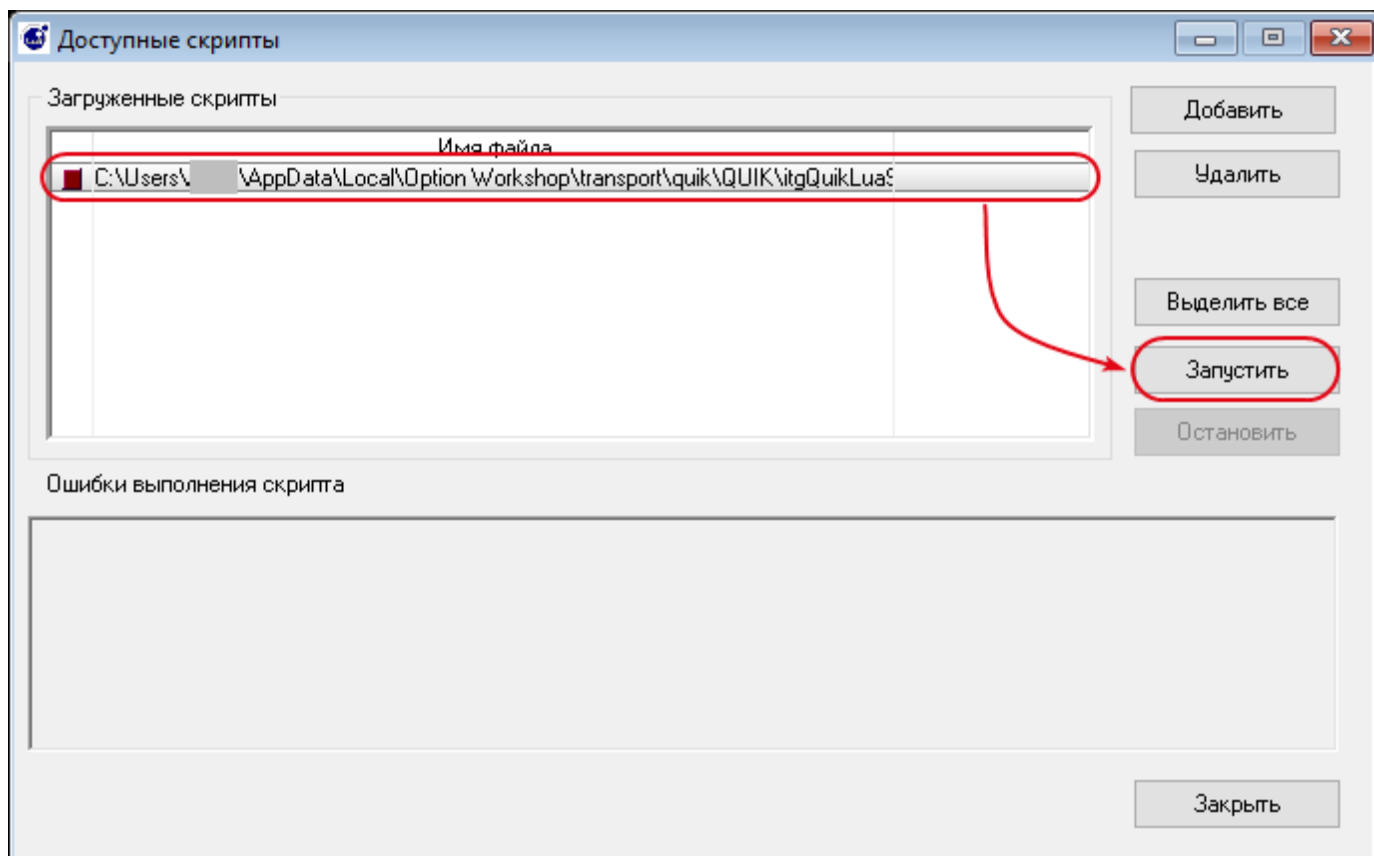 Доступные скрипты
Загруженные скрипты
Имя файла
C:\Users\ \AppData\Local\Option Workshop\transport\quik\QUIK\itgQuikLuaS
Добавить
Удалить
Выделить все
Запустить
Остановить
Ошибки выполнения скрипта
Закрыть